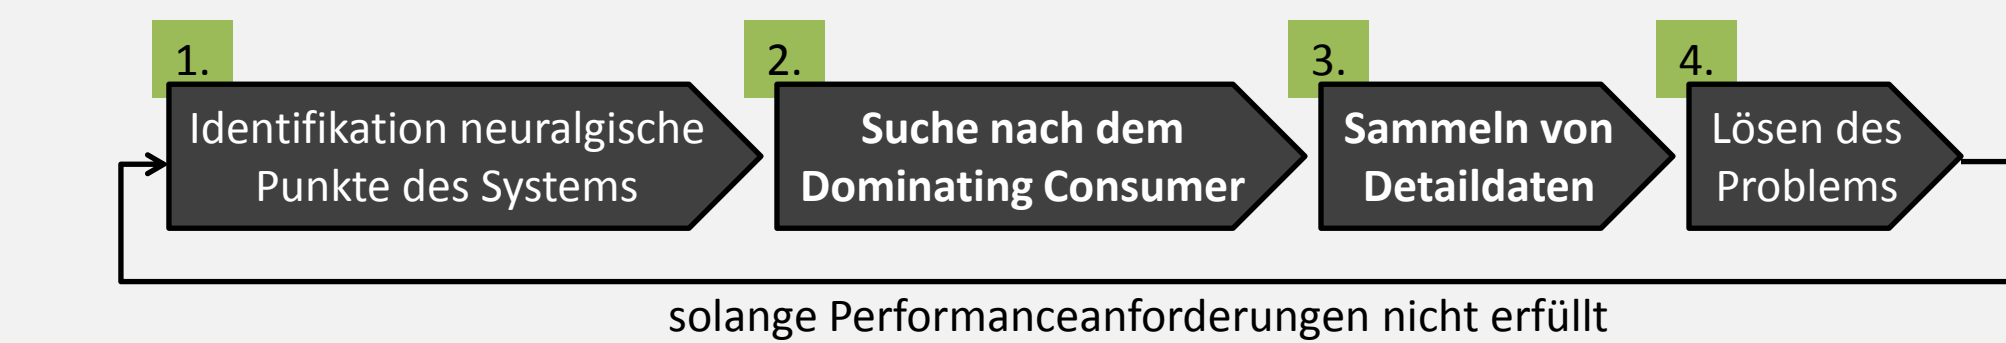 1.
Identifikation neuralgische
Punkte des Systems
2.
Suche nach dem
Dominating Consumer
3.
Sammeln von
Detaildaten
4.
Lösen des
Problems
solange Performanceanforderungen nicht erfüllt